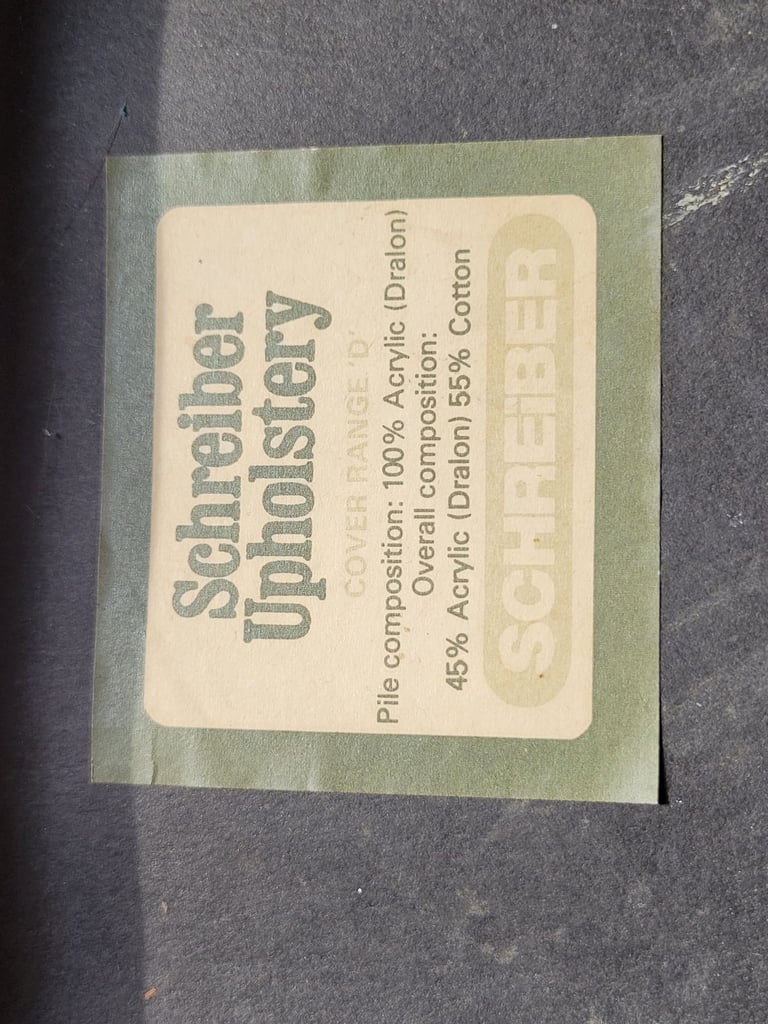 Schreiber
Upholstery
COVER RANGE 'D'
Pile composition: 100% Acrylic (Dralon)
Overall composition:
45% Acrylic (Dralon) 55% Cotton
SCHREIBER